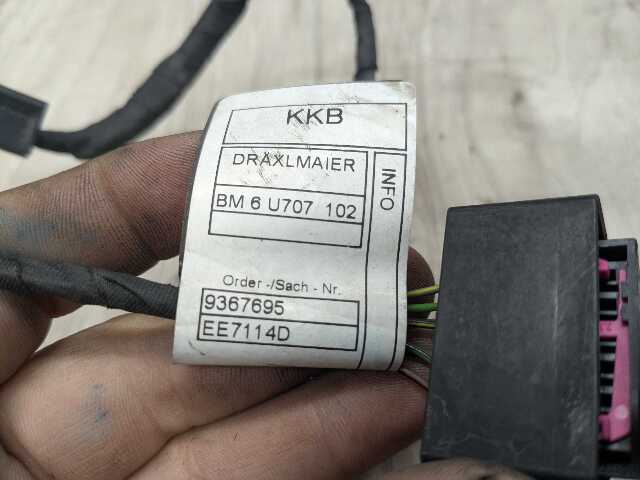 KKB
DRÄXLMAIER
BM 6 U707 102
INFO
Order -/Sach - Nr.
9367695
EE7114D